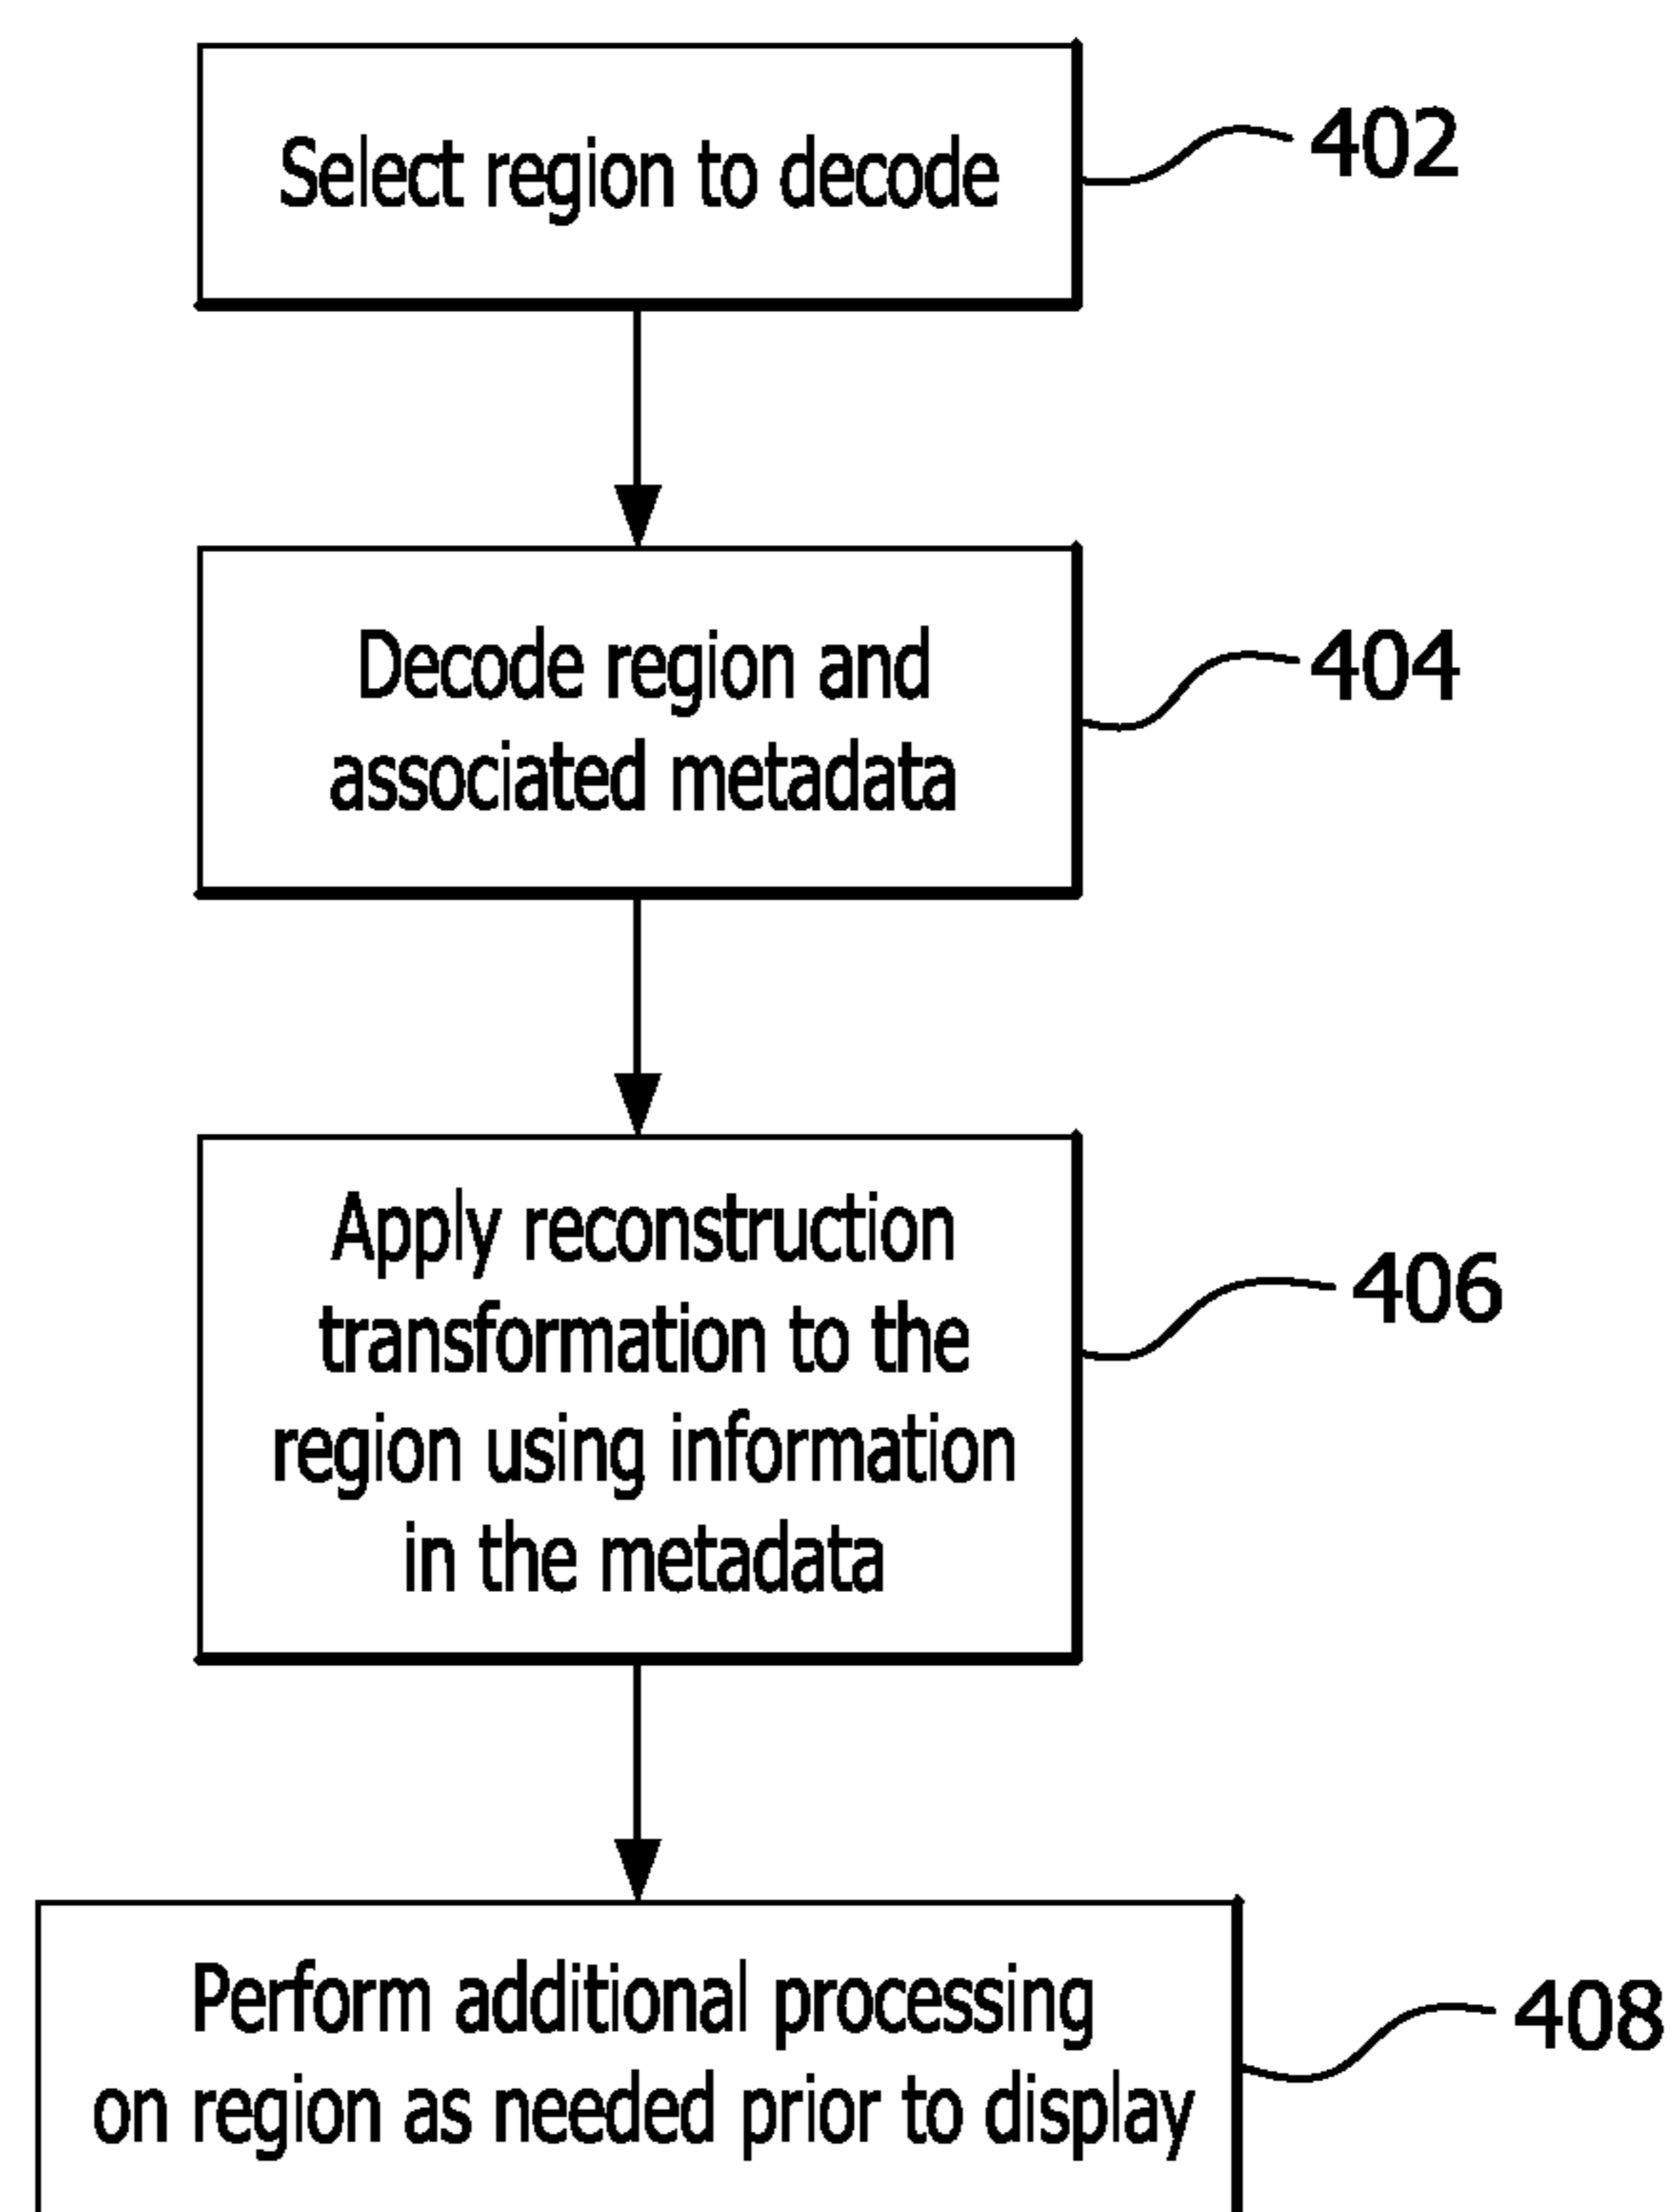 Select region to decode
402
Decode region and
associated metadata
404
Apply reconstruction
transformation to the
region using information
in the metadata
406
Perform additional processing
on region as needed prior to display
408